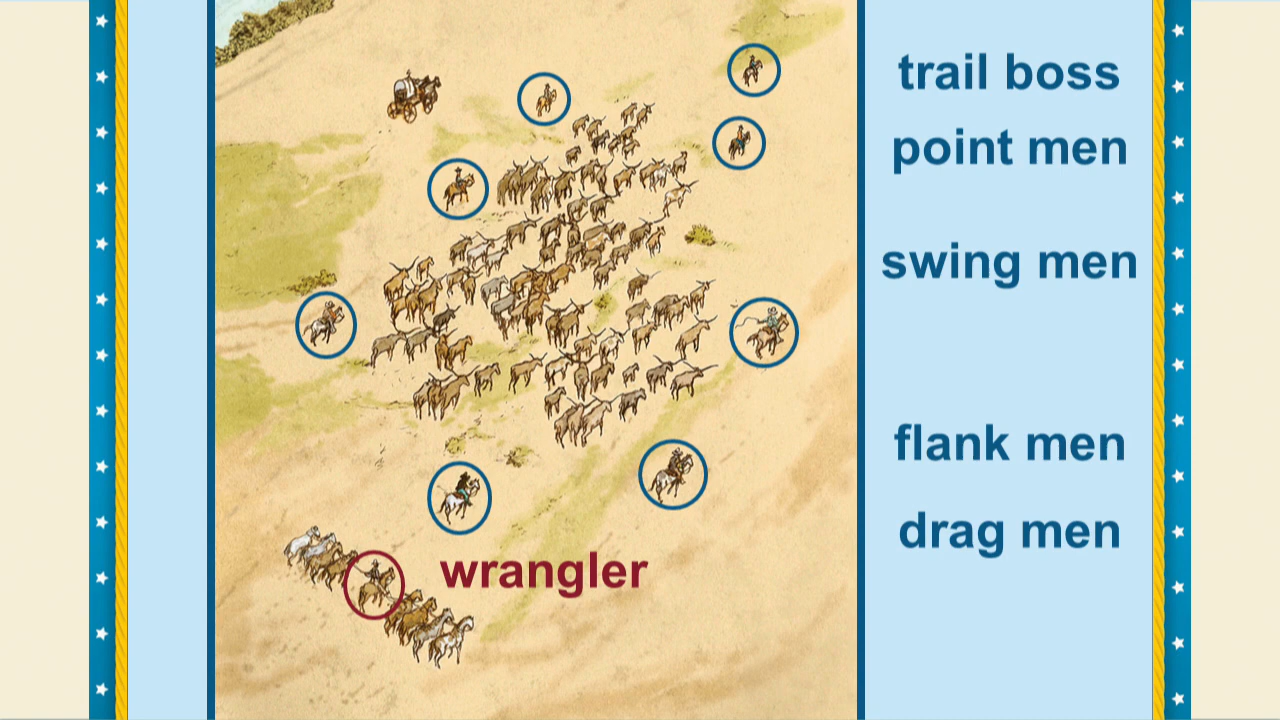 trail boss
point men
swing men
flank men
drag men
wrangler